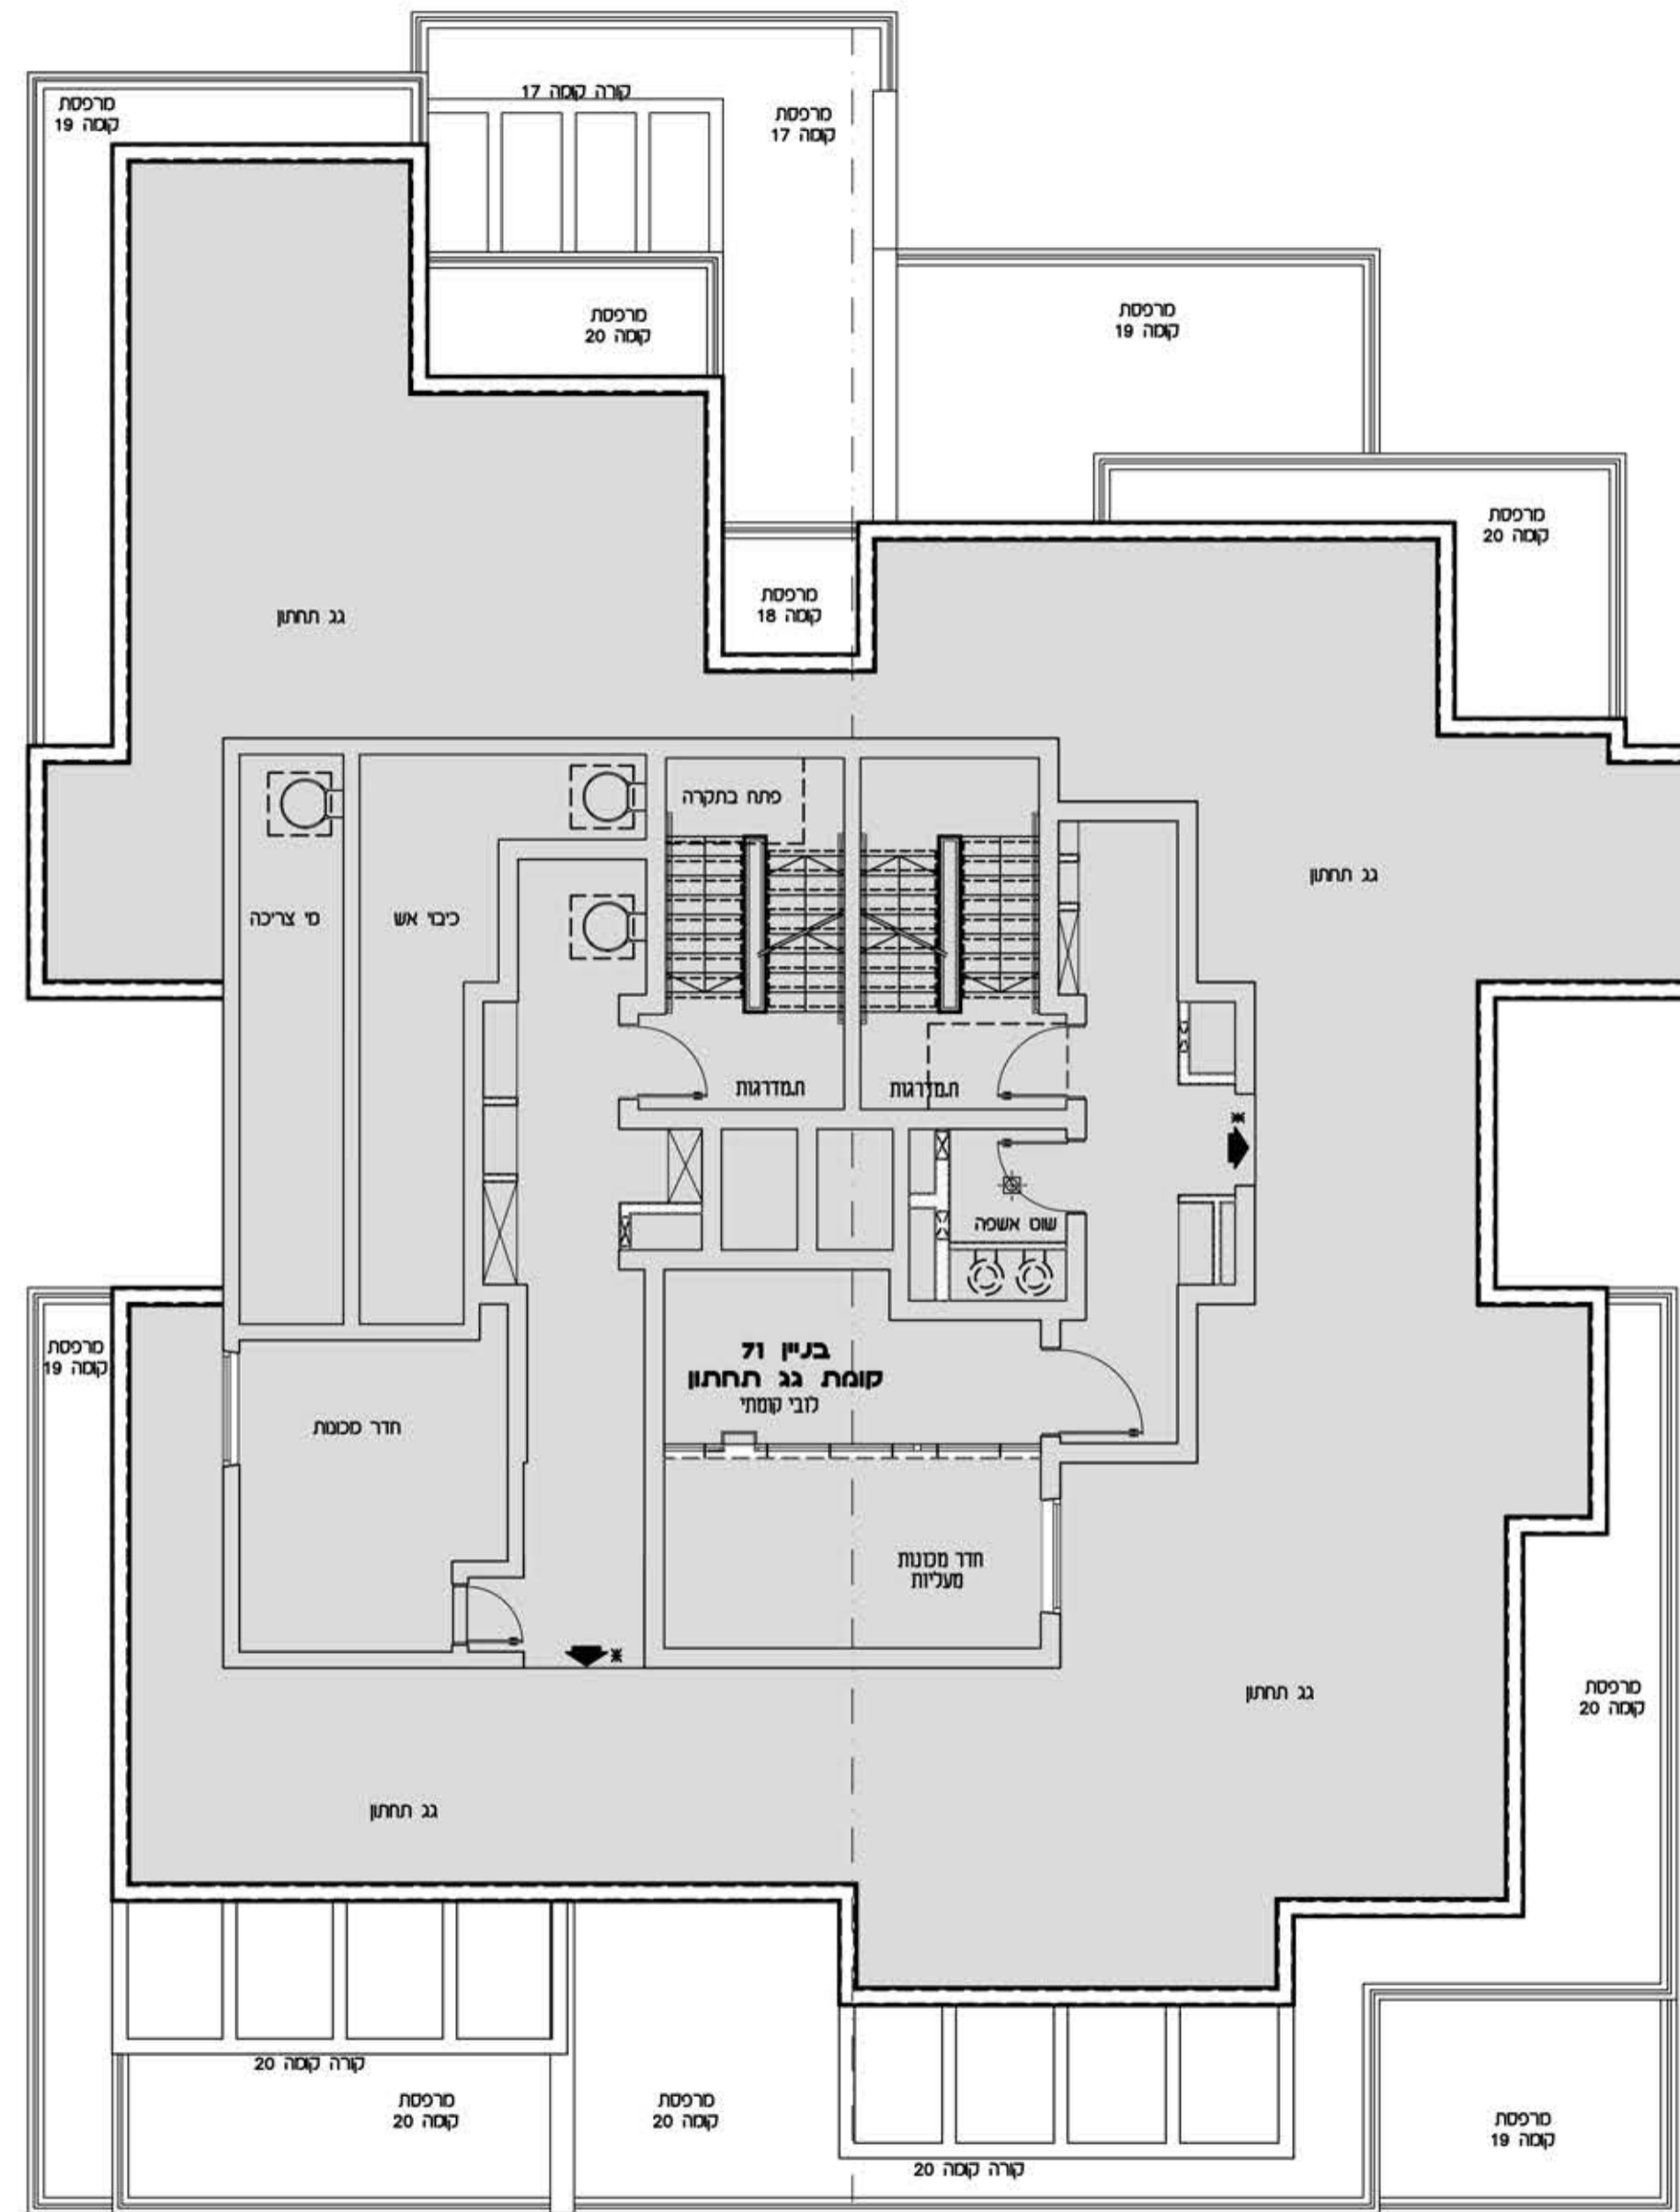 קורה קומה 17
מרפסת
קומה 19
מרפסת
קומה 17
מרפסת
קומה 20
מרפסת
קומה 19
מרפסת
קומה 20
מרפסת
קומה 18
גג תחתון
פתח בתקרה
גג תחתון
מי צריכה
כיבוי אש
ח.מדרגות
ח.מדרגות
שוט אשפה
מרפסת
קומה 19
בניין 71
קומת גג תחתון
לובי קומתי
חדר מכונות
חדר מכונות
מעליות
גג תחתון
מרפסת
קומה 20
גג תחתון
קורה קומה 20
מרפסת
קומה 20
מרפסת
קומה 20
מרפסת
קומה 19
קורה קומה 20